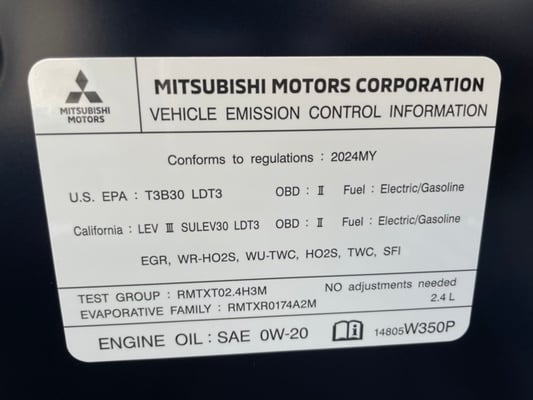 MITSUBISHI MOTORS
MITSUBISHI MOTORS CORPORATION
VEHICLE EMISSION CONTROL INFORMATION
Conforms to regulations : 2024MY
U.S. EPA : T3B30 LDT3 OBD : Ⅱ Fuel : Electric/Gasoline
California : LEV Ⅲ SULEV30 LDT3 OBD : Ⅱ Fuel : Electric/Gasoline
EGR, WR-HO2S, WU-TWC, HO2S, TWC, SFI
TEST GROUP : RMTXT02.4H3M NO adjustments needed
EVAPORATIVE FAMILY : RMTXR0174A2M 2.4 L
ENGINE OIL : SAE 0W-20 14805W350P